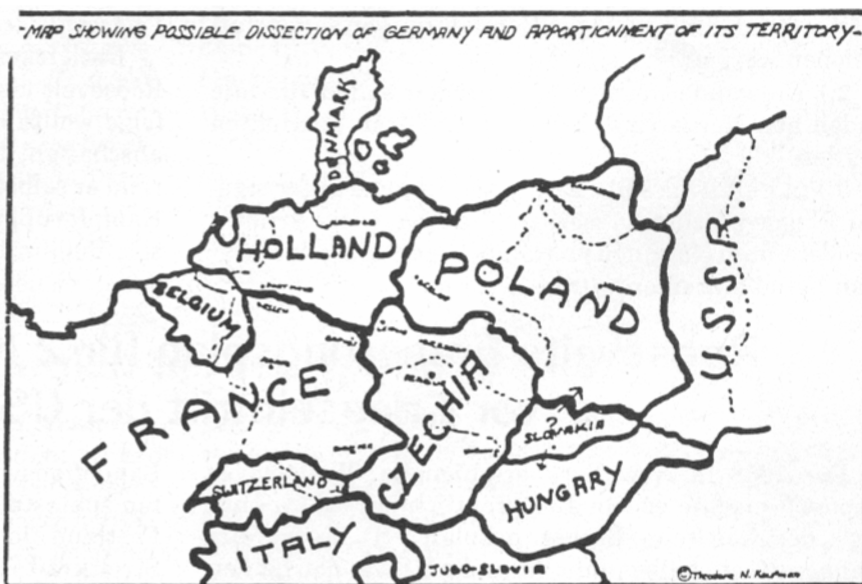 -MAP SHOWING POSSIBLE DISSECTION OF GERMANY AND APPORTIONMENT OF ITS TERRITORY-
DENMARK
HOLLAND
POLAND
U.S.S.R.
BELGIUM
FRANCE
CZECHIA
SLOVAKIA
SWITZERLAND
HUNGARY
ITALY
JUGO-SLOVIA
© Theodore N. Kaufman